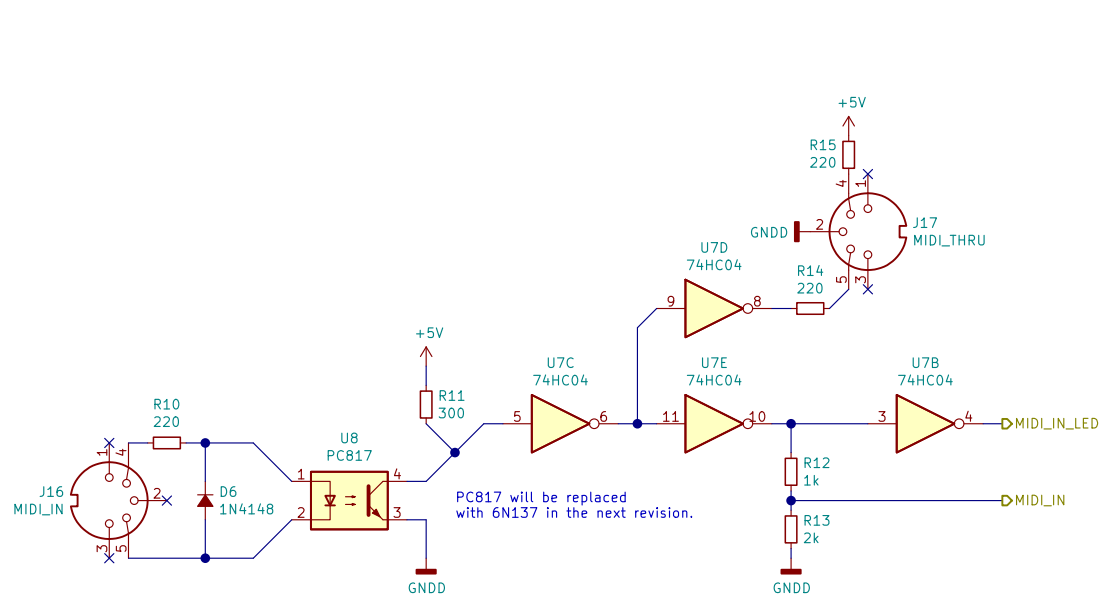 +5V
R15
220
4
1
2
GNDD
J17
MIDI_THRU
5
3
U7D
74HC04
9
8
R14
220
+5V
R11
300
U7C
74HC04
5
6
U7E
74HC04
11
10
U7B
74HC04
3
4
MIDI_IN_LED
R10
220
1
4
2
J16
MIDI_IN
3
5
D6
1N4148
U8
PC817
1
2
4
3
GNDD
PC817 will be replaced
with 6N137 in the next revision.
R12
1k
MIDI_IN
R13
2k
GNDD